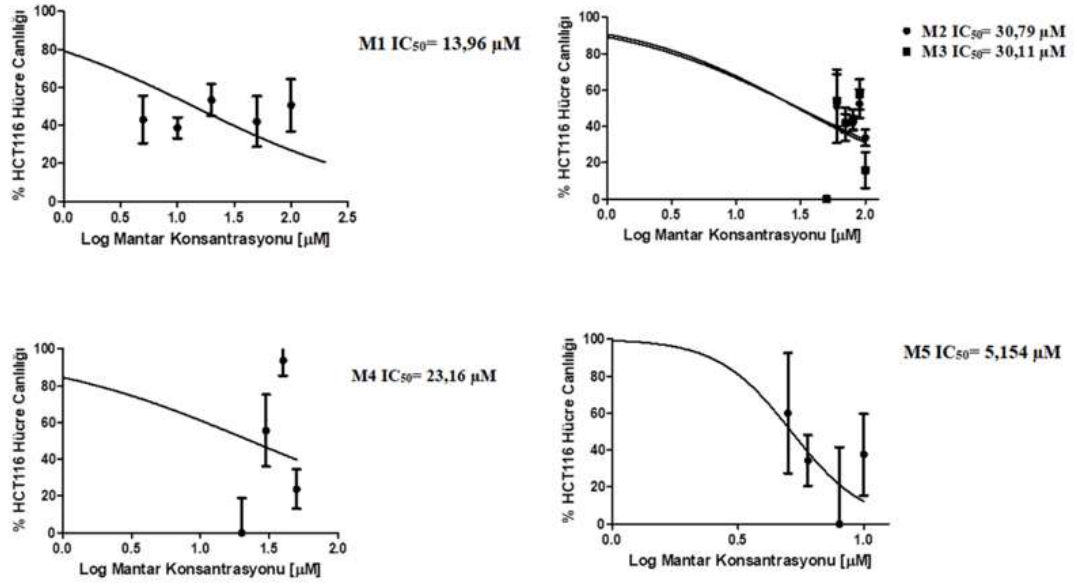 % HCT116 Hücre Canlılığı
100
80
60
40
20
0
0.0 0.5 1.0 1.5 2.0 2.5
Log Mantar Konsantrasyonu [µM]
M1 IC50= 13,96 µM
% HCT116 Hücre Canlılığı
100
80
60
40
20
0
0.0 0.5 1.0 1.5 2.0
Log Mantar Konsantrasyonu [µM]
M2 IC50= 30,79 µM
M3 IC50= 30,11 µM
% HCT116 Hücre Canlılığı
100
80
60
40
20
0
0.0 0.5 1.0 1.5 2.0
Log Mantar Konsantrasyonu [µM]
M4 IC50= 23,16 µM
% HCT116 Hücre Canlılığı
100
80
60
40
20
0
0.0 0.5 1.0
Log Mantar Konsantrasyonu [µM]
M5 IC50= 5,154 µM